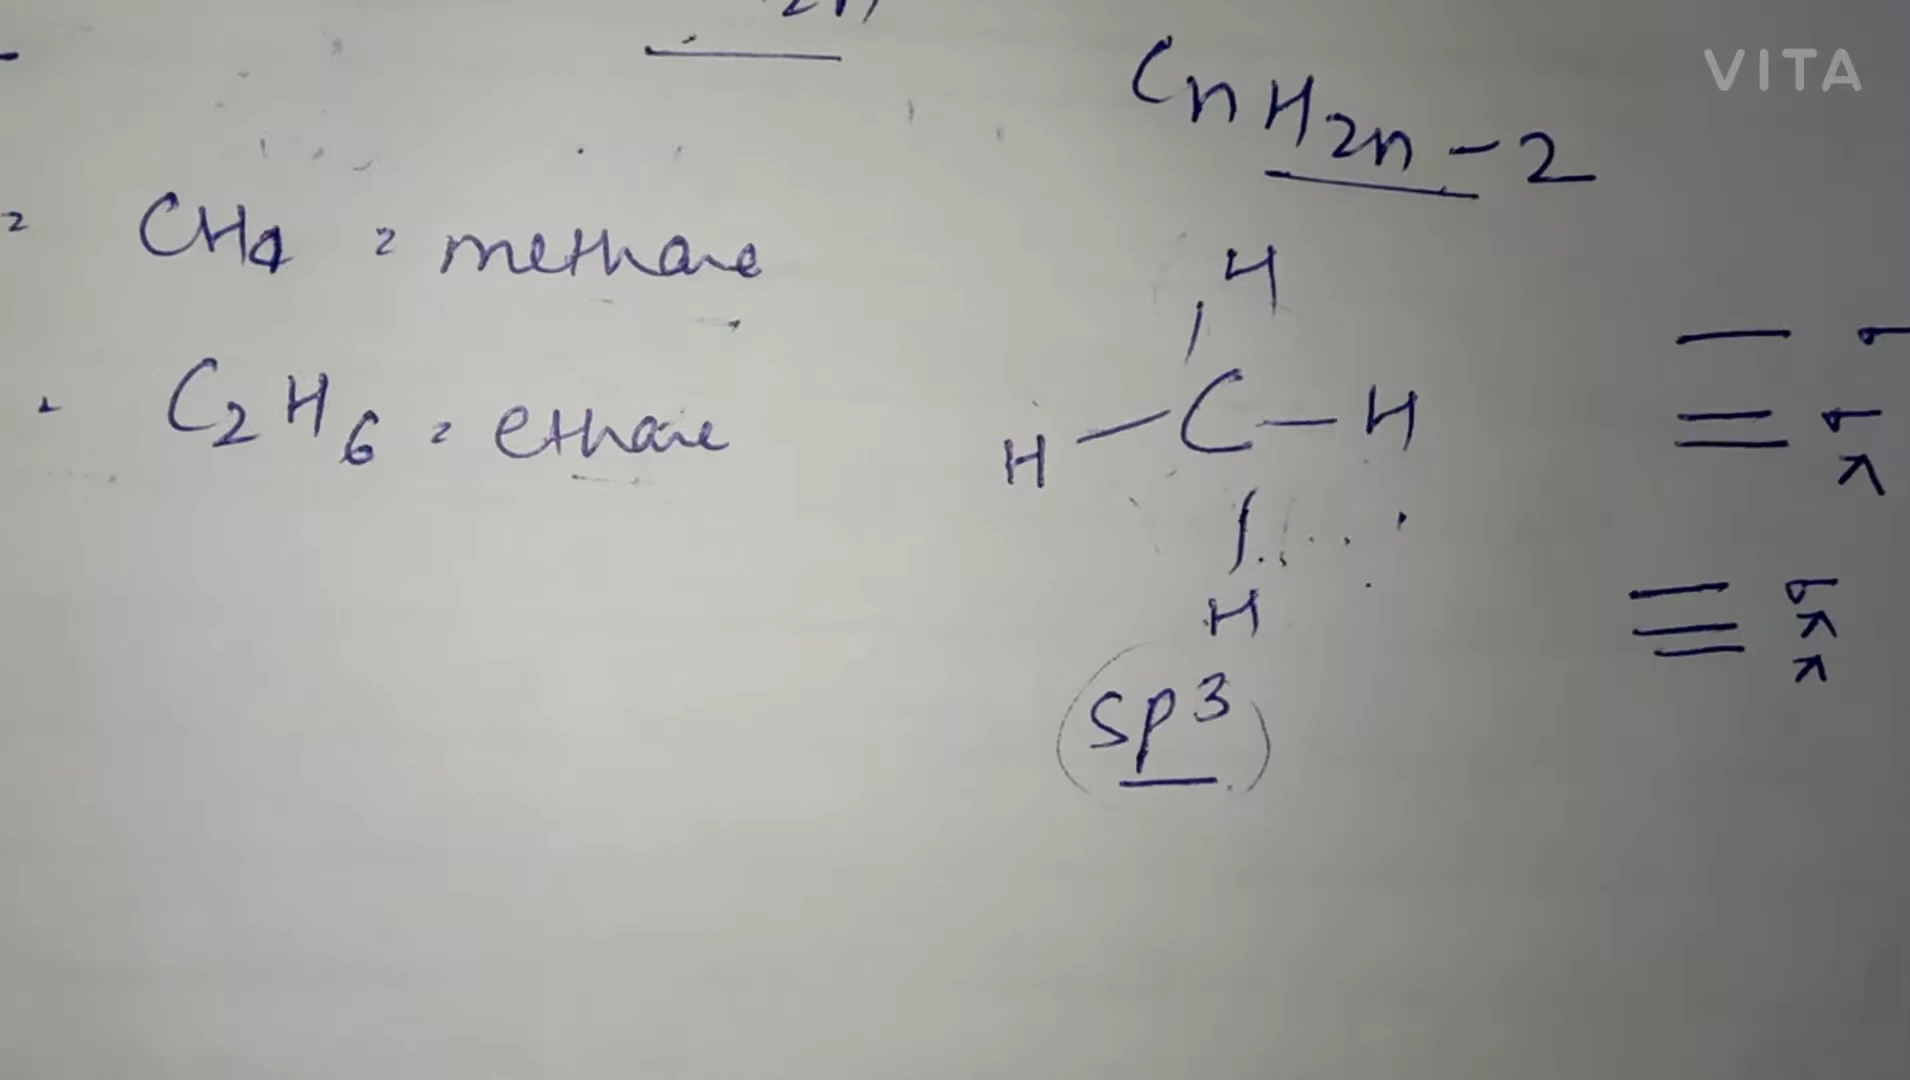 CnH2n-2
VITA
= CH4 = methane
H
C2H6 = ethane
H - C - H
H
sp3
— σ
= σ
π
≡ σ
π
π